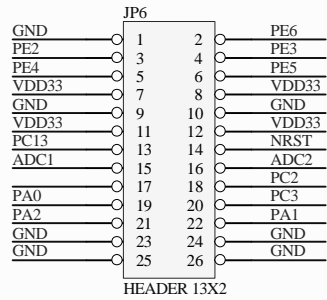 JP6
GND 1 2 PE6
PE2 3 4 PE3
PE4 5 6 PE5
VDD33 7 8 VDD33
GND 9 10 GND
VDD33 11 12 VDD33
PC13 13 14 NRST
ADC1 15 16 ADC2
17 18 PC2
PA0 19 20 PC3
PA2 21 22 PA1
GND 23 24 GND
GND 25 26 GND
HEADER 13X2